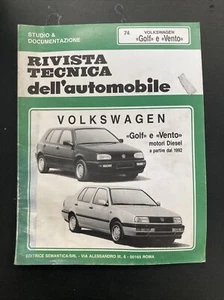 STUDIO &
DOCUMENTAZIONE
74
VOLKSWAGEN
«Golf» e «Vento»
RIVISTA
TECNICA
dell'automobile
VOLKSWAGEN
«Golf» e «Vento»
motori Diesel
a partire dal 1992
EDITRICE SEMANTICA/SRL - VIA ALESSANDRO III, 6 - 00165 ROMA